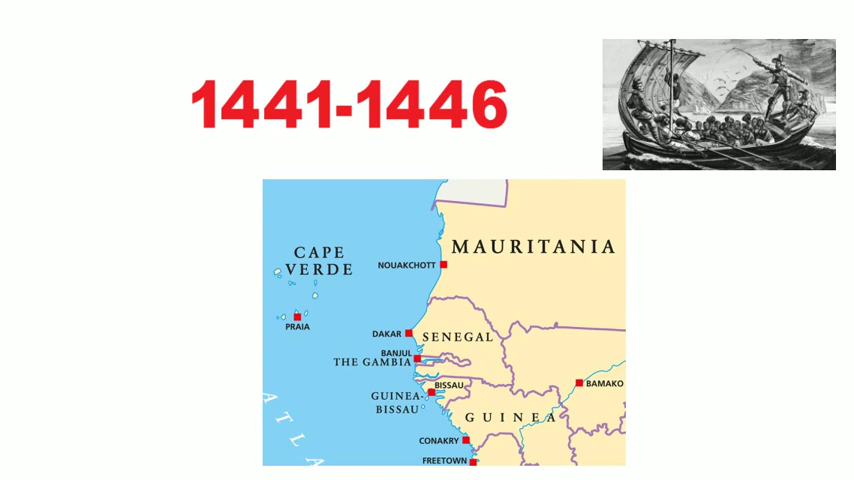 1441-1446
CAPE
VERDE
MAURITANIA
NOUAKCHOTT
PRAIA
DAKAR
SENEGAL
BANJUL
THE GAMBIA
BISSAU
BAMAKO
GUINEA-
BISSAU
GUINEA
CONAKRY
FREETOWN
ATLA